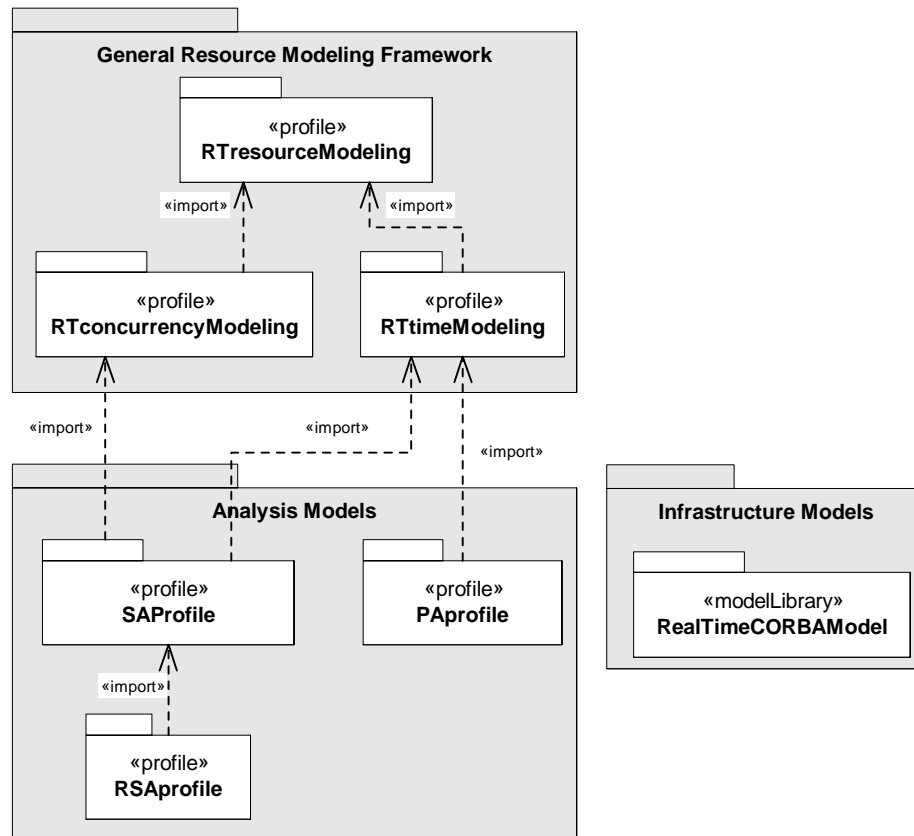 General Resource Modeling Framework
«profile»
RTresourceModeling
«import»
«import»
«profile»
RTconcurrencyModeling
«profile»
RTtimeModeling
«import»
«import»
«import»
Analysis Models
Infrastructure Models
«profile»
SAProfile
«profile»
PAprofile
«modelLibrary»
RealTimeCORBAModel
«import»
«profile»
RSAprofile